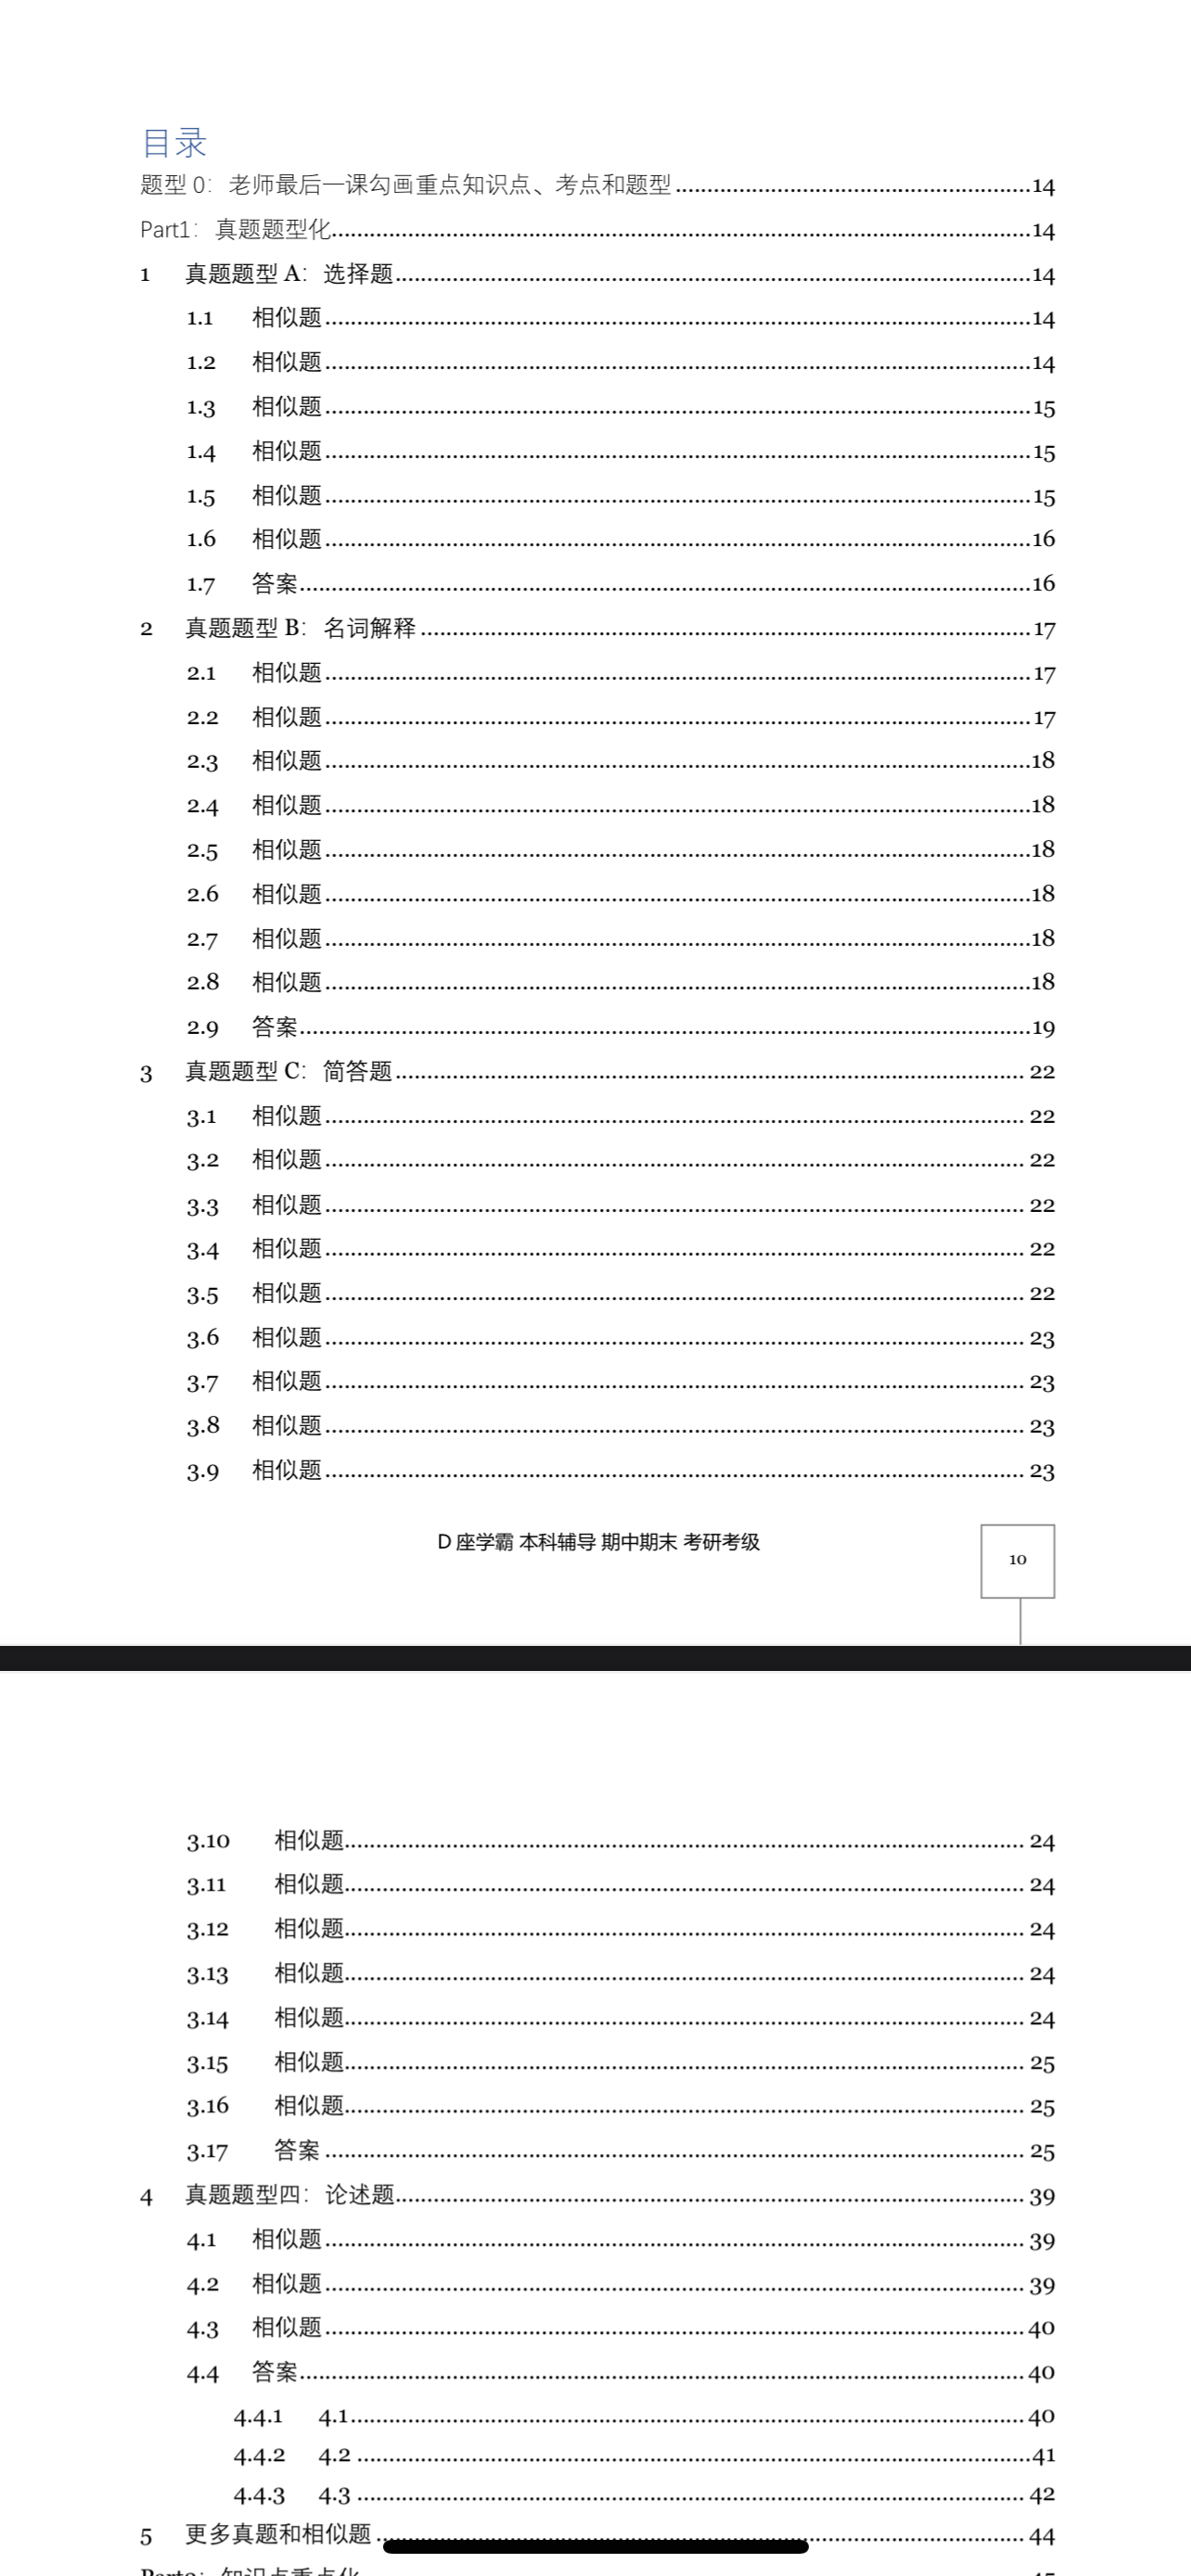 目录
题型 0：老师最后一课勾画重点知识点、考点和题型........................................14
Part1：真题题型化........................................14
1 真题题型 A：选择题........................................14
1.1 相似题........................................14
1.2 相似题........................................14
1.3 相似题........................................15
1.4 相似题........................................15
1.5 相似题........................................15
1.6 相似题........................................16
1.7 答案........................................16
2 真题题型 B：名词解释........................................17
2.1 相似题........................................17
2.2 相似题........................................17
2.3 相似题........................................18
2.4 相似题........................................18
2.5 相似题........................................18
2.6 相似题........................................18
2.7 相似题........................................18
2.8 相似题........................................18
2.9 答案........................................19
3 真题题型 C：简答题........................................22
3.1 相似题........................................22
3.2 相似题........................................22
3.3 相似题........................................22
3.4 相似题........................................22
3.5 相似题........................................22
3.6 相似题........................................23
3.7 相似题........................................23
3.8 相似题........................................23
3.9 相似题........................................23
D 座学霸 本科辅导 期中期末 考研考级
10
3.10 相似题........................................24
3.11 相似题........................................24
3.12 相似题........................................24
3.13 相似题........................................24
3.14 相似题........................................24
3.15 相似题........................................25
3.16 相似题........................................25
3.17 答案........................................25
4 真题题型四：论述题........................................39
4.1 相似题........................................39
4.2 相似题........................................39
4.3 相似题........................................40
4.4 答案........................................40
4.4.1 4.1........................................40
4.4.2 4.2........................................41
4.4.3 4.3........................................42
5 更多真题和相似题........................................44